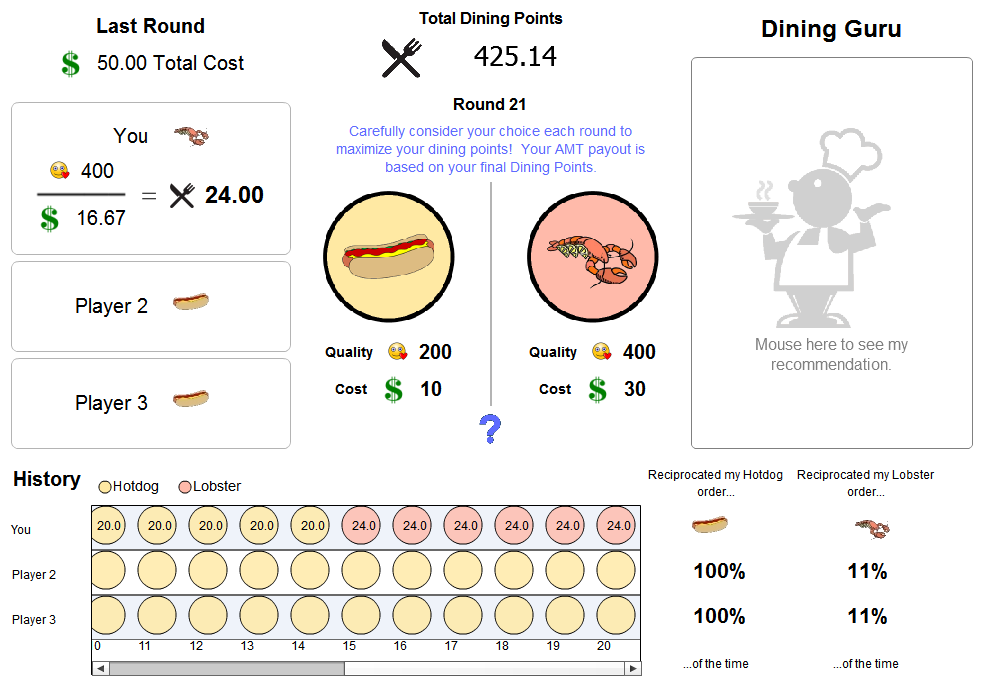 Last Round
$ 50.00 Total Cost
Total Dining Points
425.14
Dining Guru
Round 21
Carefully consider your choice each round to
maximize your dining points! Your AMT payout is
based on your final Dining Points.
You
400
$ 16.67
= 24.00
Player 2
Player 3
Quality 200
Cost $ 10
Quality 400
Cost $ 30
?
Mouse here to see my
recommendation.
History
Hotdog Lobster
You 20.0 20.0 20.0 20.0 20.0 24.0 24.0 24.0 24.0 24.0 24.0
Player 2
Player 3
0 11 12 13 14 15 16 17 18 19 20
Reciprocated my Hotdog
order...
100%
100%
...of the time
Reciprocated my Lobster
order...
11%
11%
...of the time